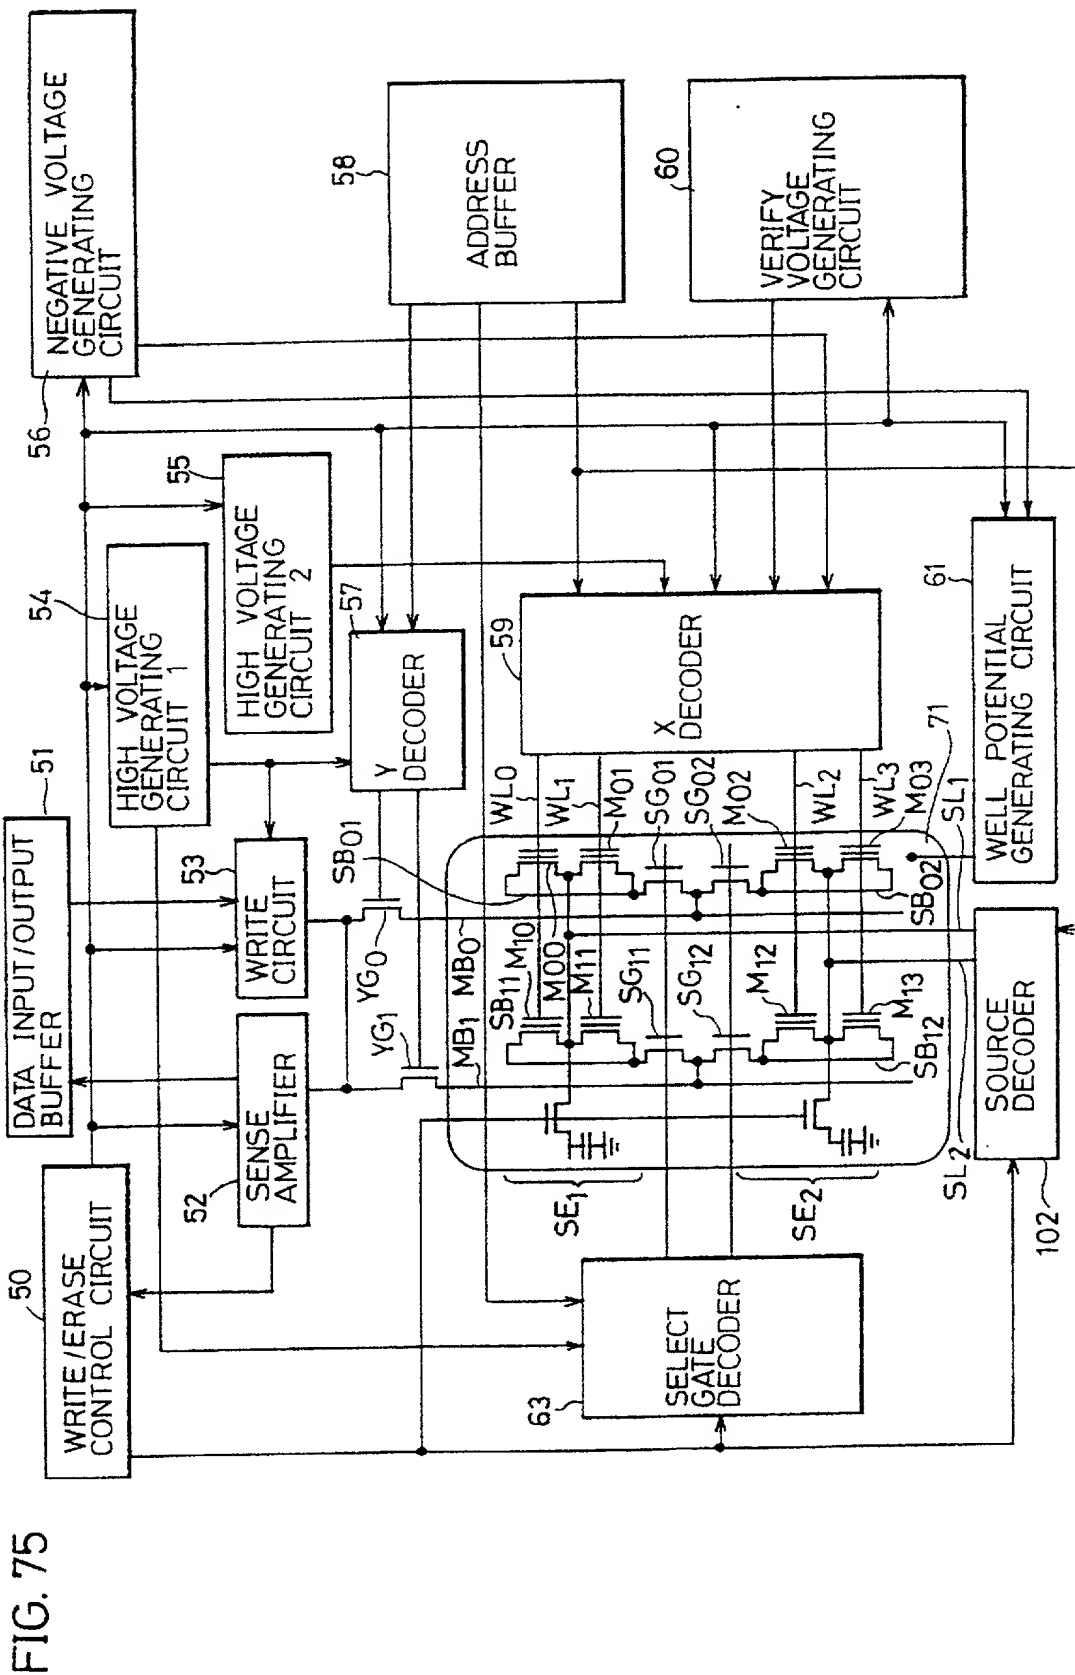 FIG. 75
50
WRITE/ERASE
CONTROL CIRCUIT
DATA INPUT/OUTPUT
BUFFER
51
52
SENSE
AMPLIFIER
53
WRITE
CIRCUIT
54
HIGH VOLTAGE
GENERATING
CIRCUIT 1
55
HIGH VOLTAGE
GENERATING
CIRCUIT 2
56
NEGATIVE VOLTAGE
GENERATING
CIRCUIT
57
Y
DECODER
58
ADDRESS
BUFFER
59
X
DECODER
60
VERIFY
VOLTAGE
GENERATING
CIRCUIT
61
WELL POTENTIAL
GENERATING CIRCUIT
63
SELECT
GATE
DECODER
102
SOURCE
DECODER
71
YG0
YG1
MB0
MB1
SB01
SB11
M10
M00
M11
SG11
SG12
M12
M13
SB12
SB02
WL0
WL1
M01
SG01
SG02
M02
WL2
WL3
M03
SL1
SL2
SE1
SE2